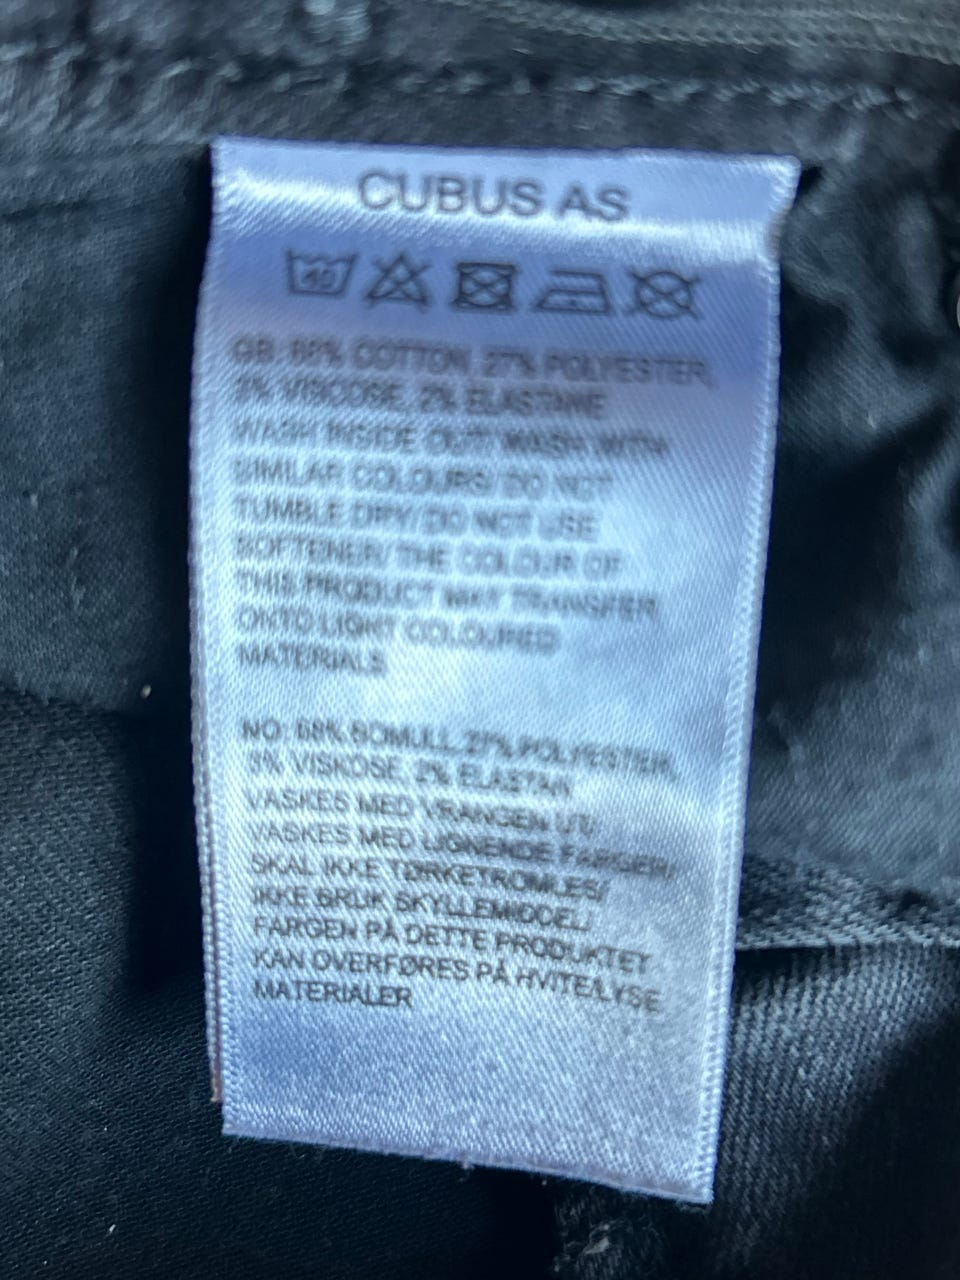 CUBUS AS
40
GB: 68% COTTON, 27% POLYESTER,
3% VISCOSE, 2% ELASTANE
WASH INSIDE OUT/ WASH WITH
SIMILAR COLOURS/ DO NOT
TUMBLE DRY/ DO NOT USE
SOFTENER/ THE COLOUR OF
THIS PRODUCT MAY TRANSFER
ONTO LIGHT COLOURED
MATERIALS
NO: 68% BOMULL, 27% POLYESTER,
3% VISKOSE, 2% ELASTAN
VASKES MED VRANGEN UT/
VASKES MED LIGNENDE FARGER/
SKAL IKKE TØRKETROMLES/
IKKE BRUK SKYLLEMIDDEL/
FARGEN PÅ DETTE PRODUKTET
KAN OVERFØRES PÅ HVITE/LYSE
MATERIALER